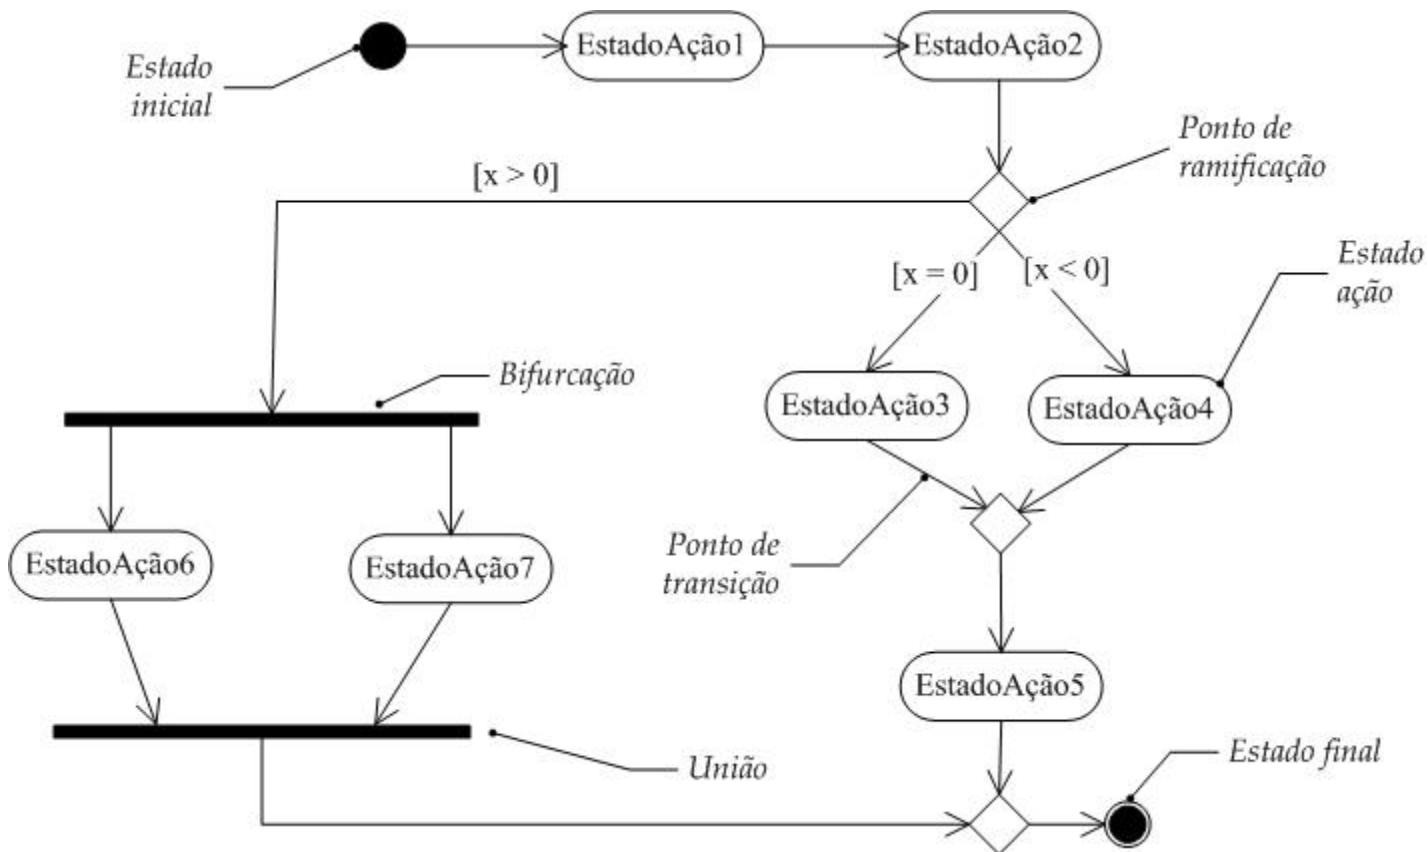 EstadoAção1
EstadoAção2
Estado
inicial
Ponto de
ramificação
[x > 0]
[x = 0]
[x < 0]
Estado
ação
Bifurcação
EstadoAção3
EstadoAção4
Ponto de
transição
EstadoAção6
EstadoAção7
EstadoAção5
União
Estado final